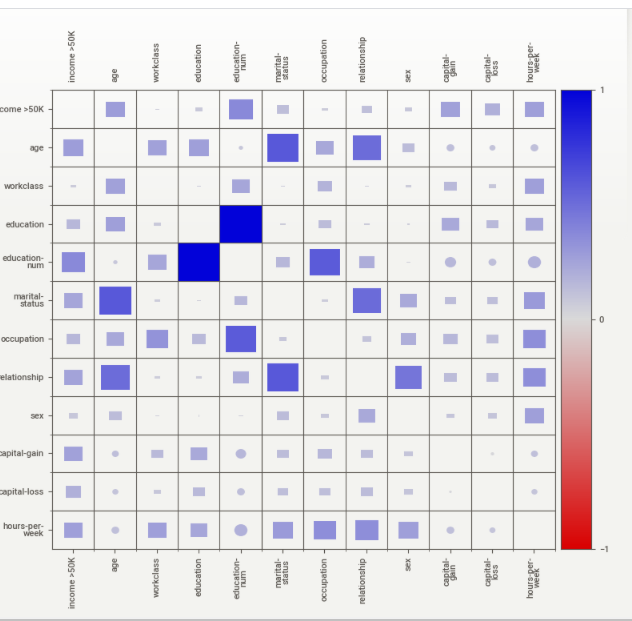 income >50K
age
workclass
education
education-
num
marital-
status
occupation
relationship
sex
capital-
gain
capital-
loss
hours-per-
week
come >50K
age
workclass
education
education-
num
marital-
status
occupation
elationship
sex
capital-gain
capital-loss
hours-per-
week
1
0
-1
income >50K
age
workclass
education
education-
num
marital-
status
occupation
relationship
sex
capital-
gain
capital-
loss
hours-per-
week